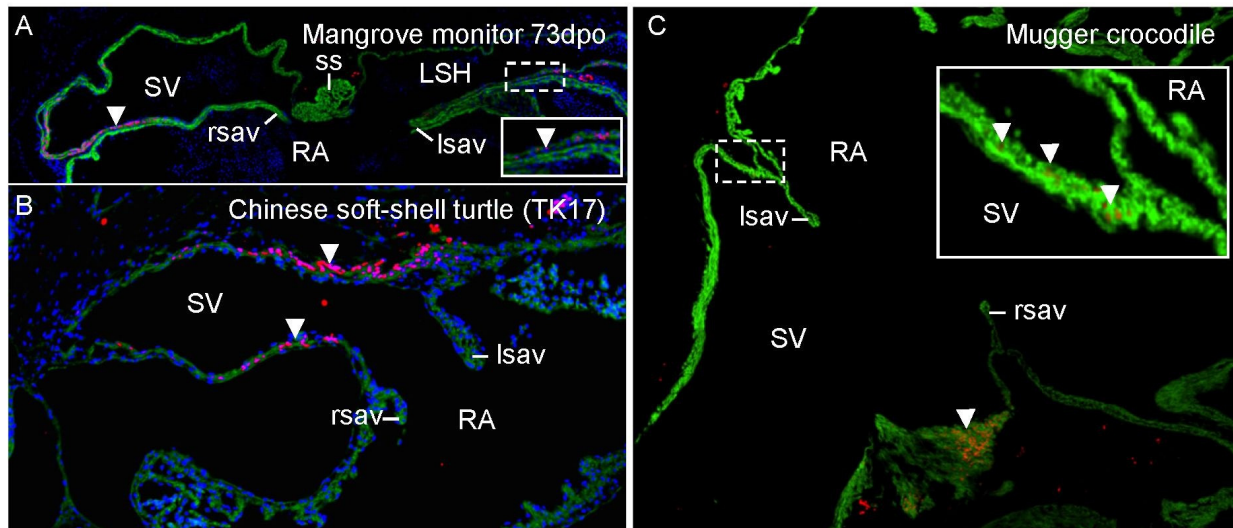 A
Mangrove monitor 73dpo
ss
SV
LSH
rsav
RA
lsav
B
Chinese soft-shell turtle (TK17)
SV
lsav
rsav
RA
C
Mugger crocodile
RA
RA
SV
lsav
rsav
SV